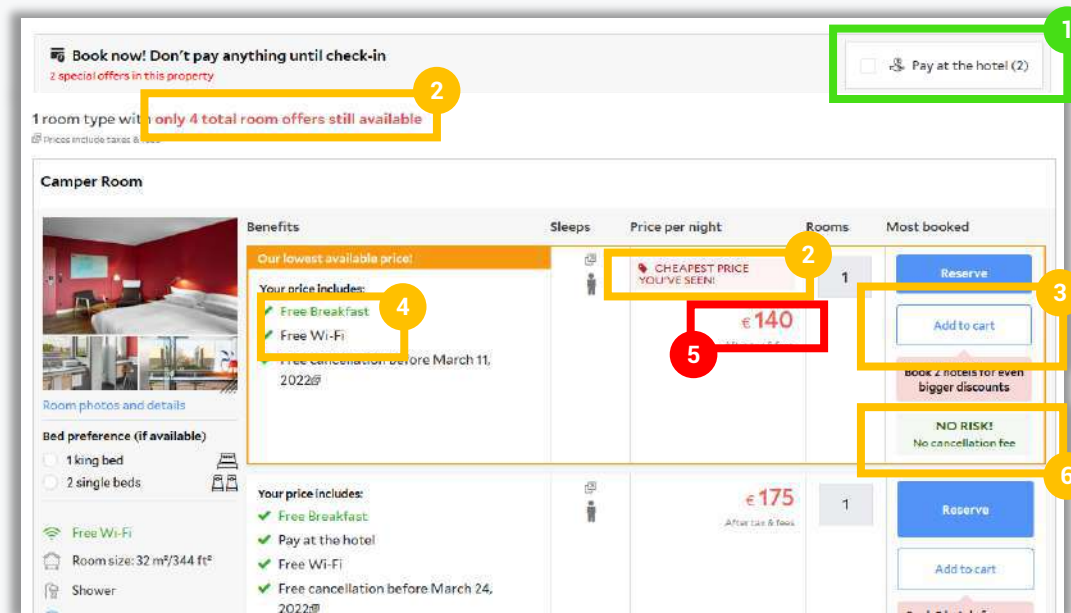 1
Book now! Don't pay anything until check-in
2 special offers in this property
Pay at the hotel (2)
2
1 room type with only 4 total room offers still available
Prices include taxes & fees
Camper Room
Benefits
Sleeps
Price per night
Rooms
Most booked
Our lowest available price!
2
CHEAPEST PRICE
YOU'VE SEEN!
1
Reserve
Your price includes:
Free Breakfast
4
Free Wi-Fi
Free cancellation before March 11,
2022
€ 140
5
3
Add to cart
Book 2 hotels for even
bigger discounts
NO RISK!
No cancellation fee
6
Room photos and details
Bed preference (if available)
1 king bed
2 single beds
Free Wi-Fi
Room size: 32 m²/344 ft²
Shower
Your price includes:
Free Breakfast
Pay at the hotel
Free Wi-Fi
Free cancellation before March 24,
2022
€ 175
After tax & fees
1
Reserve
Add to cart